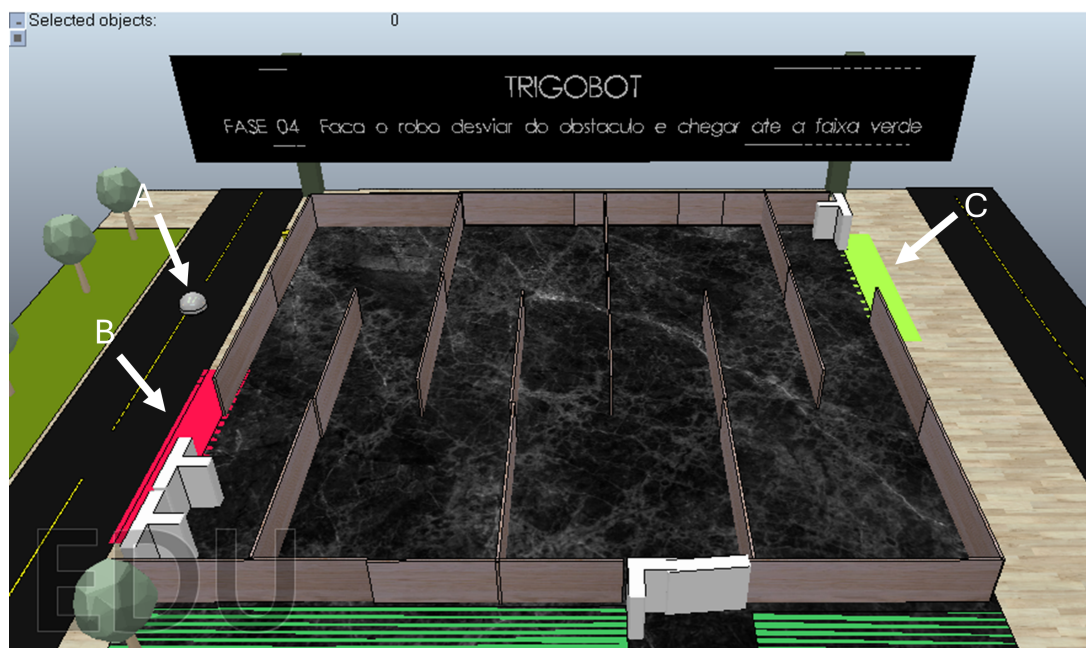 Selected objects: 0
TRIGOBOT
FASE 04 Faca o robo desviar do obstaculo e chegar ate a faixa verde
A
C
B
EDU